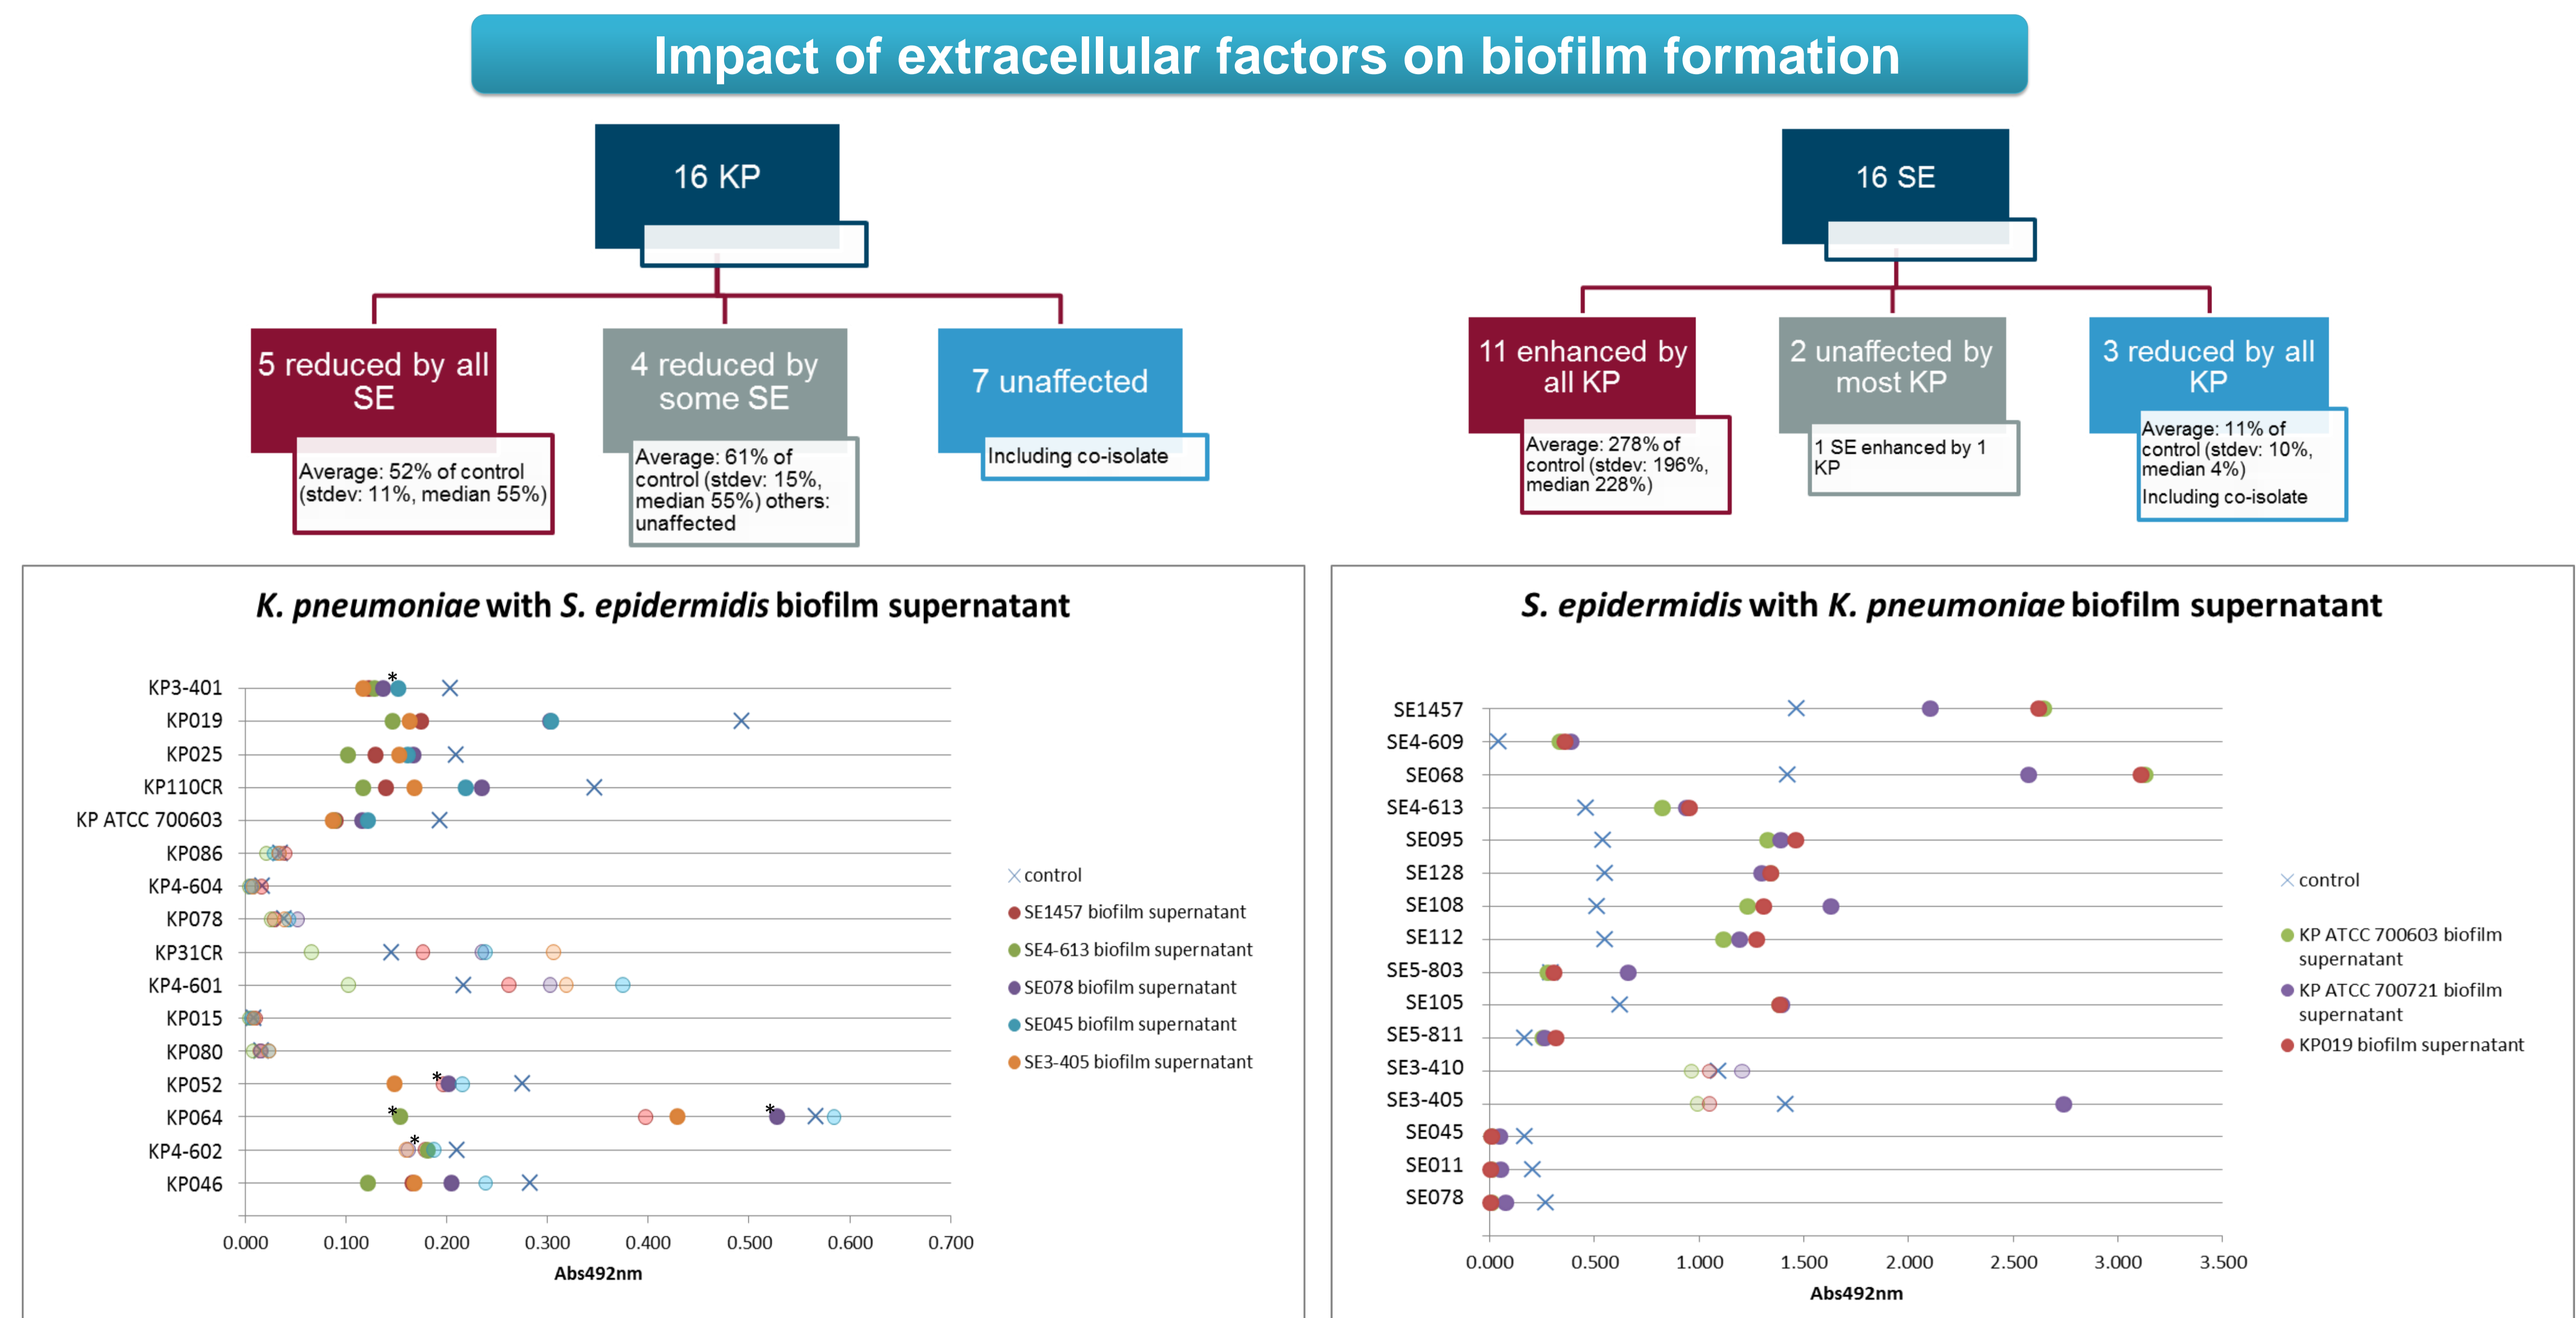 Impact of extracellular factors on biofilm formation
16 KP
5 reduced by all
SE
Average: 52% of control
(stdev: 11%, median 55%)
4 reduced by
some SE
Average: 61% of
control (stdev: 15%,
median 55%) others:
unaffected
7 unaffected
Including co-isolate
16 SE
11 enhanced by
all KP
Average: 278% of
control (stdev: 196%,
median 228%)
2 unaffected by
most KP
1 SE enhanced by 1
KP
3 reduced by all
KP
Average: 11% of
control (stdev: 10%,
median 4%)
Including co-isolate
K. pneumoniae with S. epidermidis biofilm supernatant
KP3-401
*
KP019
KP025
KP110CR
KP ATCC 700603
KP086
KP4-604
KP078
KP31CR
KP4-601
KP015
KP080
KP052
*
KP064
* *
KP4-602
*
KP046
0.000 0.100 0.200 0.300 0.400 0.500 0.600 0.700
Abs492nm
control
SE1457 biofilm supernatant
SE4-613 biofilm supernatant
SE078 biofilm supernatant
SE045 biofilm supernatant
SE3-405 biofilm supernatant
S. epidermidis with K. pneumoniae biofilm supernatant
SE1457
SE4-609
SE068
SE4-613
SE095
SE128
SE108
SE112
SE5-803
SE105
SE5-811
SE3-410
SE3-405
SE045
SE011
SE078
0.000 0.500 1.000 1.500 2.000 2.500 3.000 3.500
Abs492nm
control
KP ATCC 700603 biofilm
supernatant
KP ATCC 700721 biofilm
supernatant
KP019 biofilm supernatant